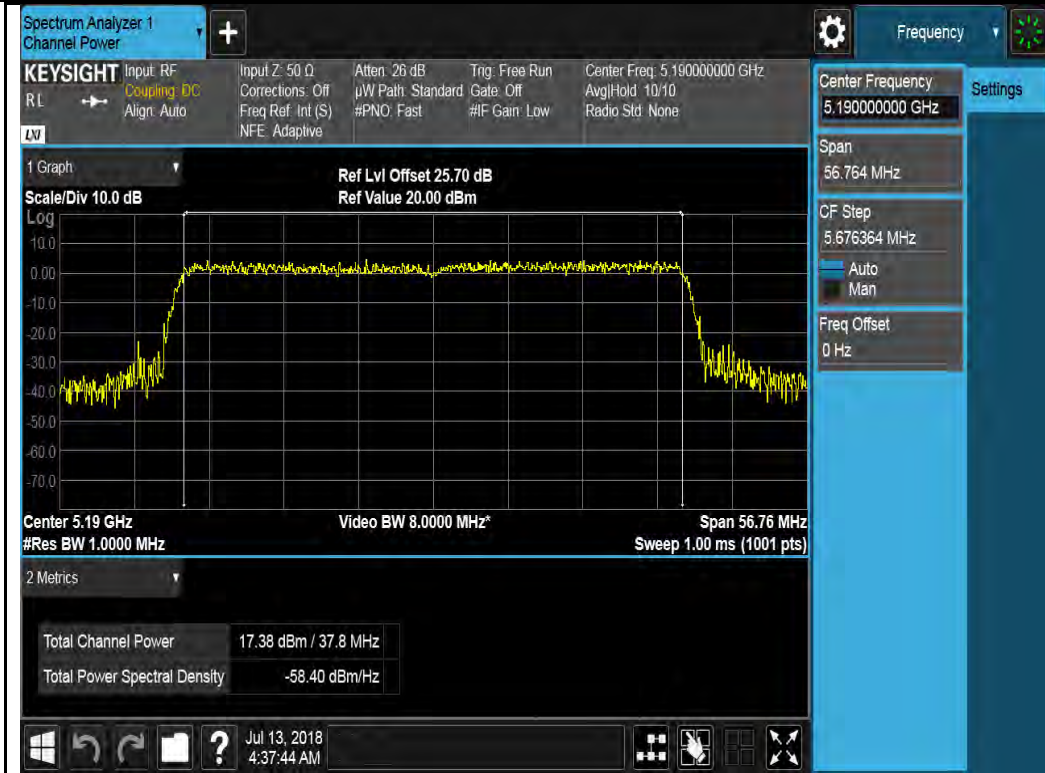 Spectrum Analyzer 1
Channel Power
+
Frequency
KEYSIGHT
R L
LXI
Input: RF
Coupling: DC
Align: Auto
Input Z: 50 Ω
Corrections: Off
Freq Ref: Int (S)
NFE: Adaptive
Atten: 26 dB
µW Path: Standard
#PNO: Fast
Trig: Free Run
Gate: Off
#IF Gain: Low
Center Freq: 5.190000000 GHz
Avg|Hold: 10/10
Radio Std: None
Center Frequency
5.190000000 GHz
Settings
Span
56.764 MHz
CF Step
5.676364 MHz
Auto
Man
Freq Offset
0 Hz
1 Graph
Scale/Div 10.0 dB
Ref Lvl Offset 25.70 dB
Ref Value 20.00 dBm
Log
10.0
0.00
-10.0
-20.0
-30.0
-40.0
-50.0
-60.0
-70.0
Center 5.19 GHz
#Res BW 1.0000 MHz
Video BW 8.0000 MHz*
Span 56.76 MHz
Sweep 1.00 ms (1001 pts)
2 Metrics
Total Channel Power 17.38 dBm / 37.8 MHz
Total Power Spectral Density -58.40 dBm/Hz
?
Jul 13, 2018
4:37:44 AM